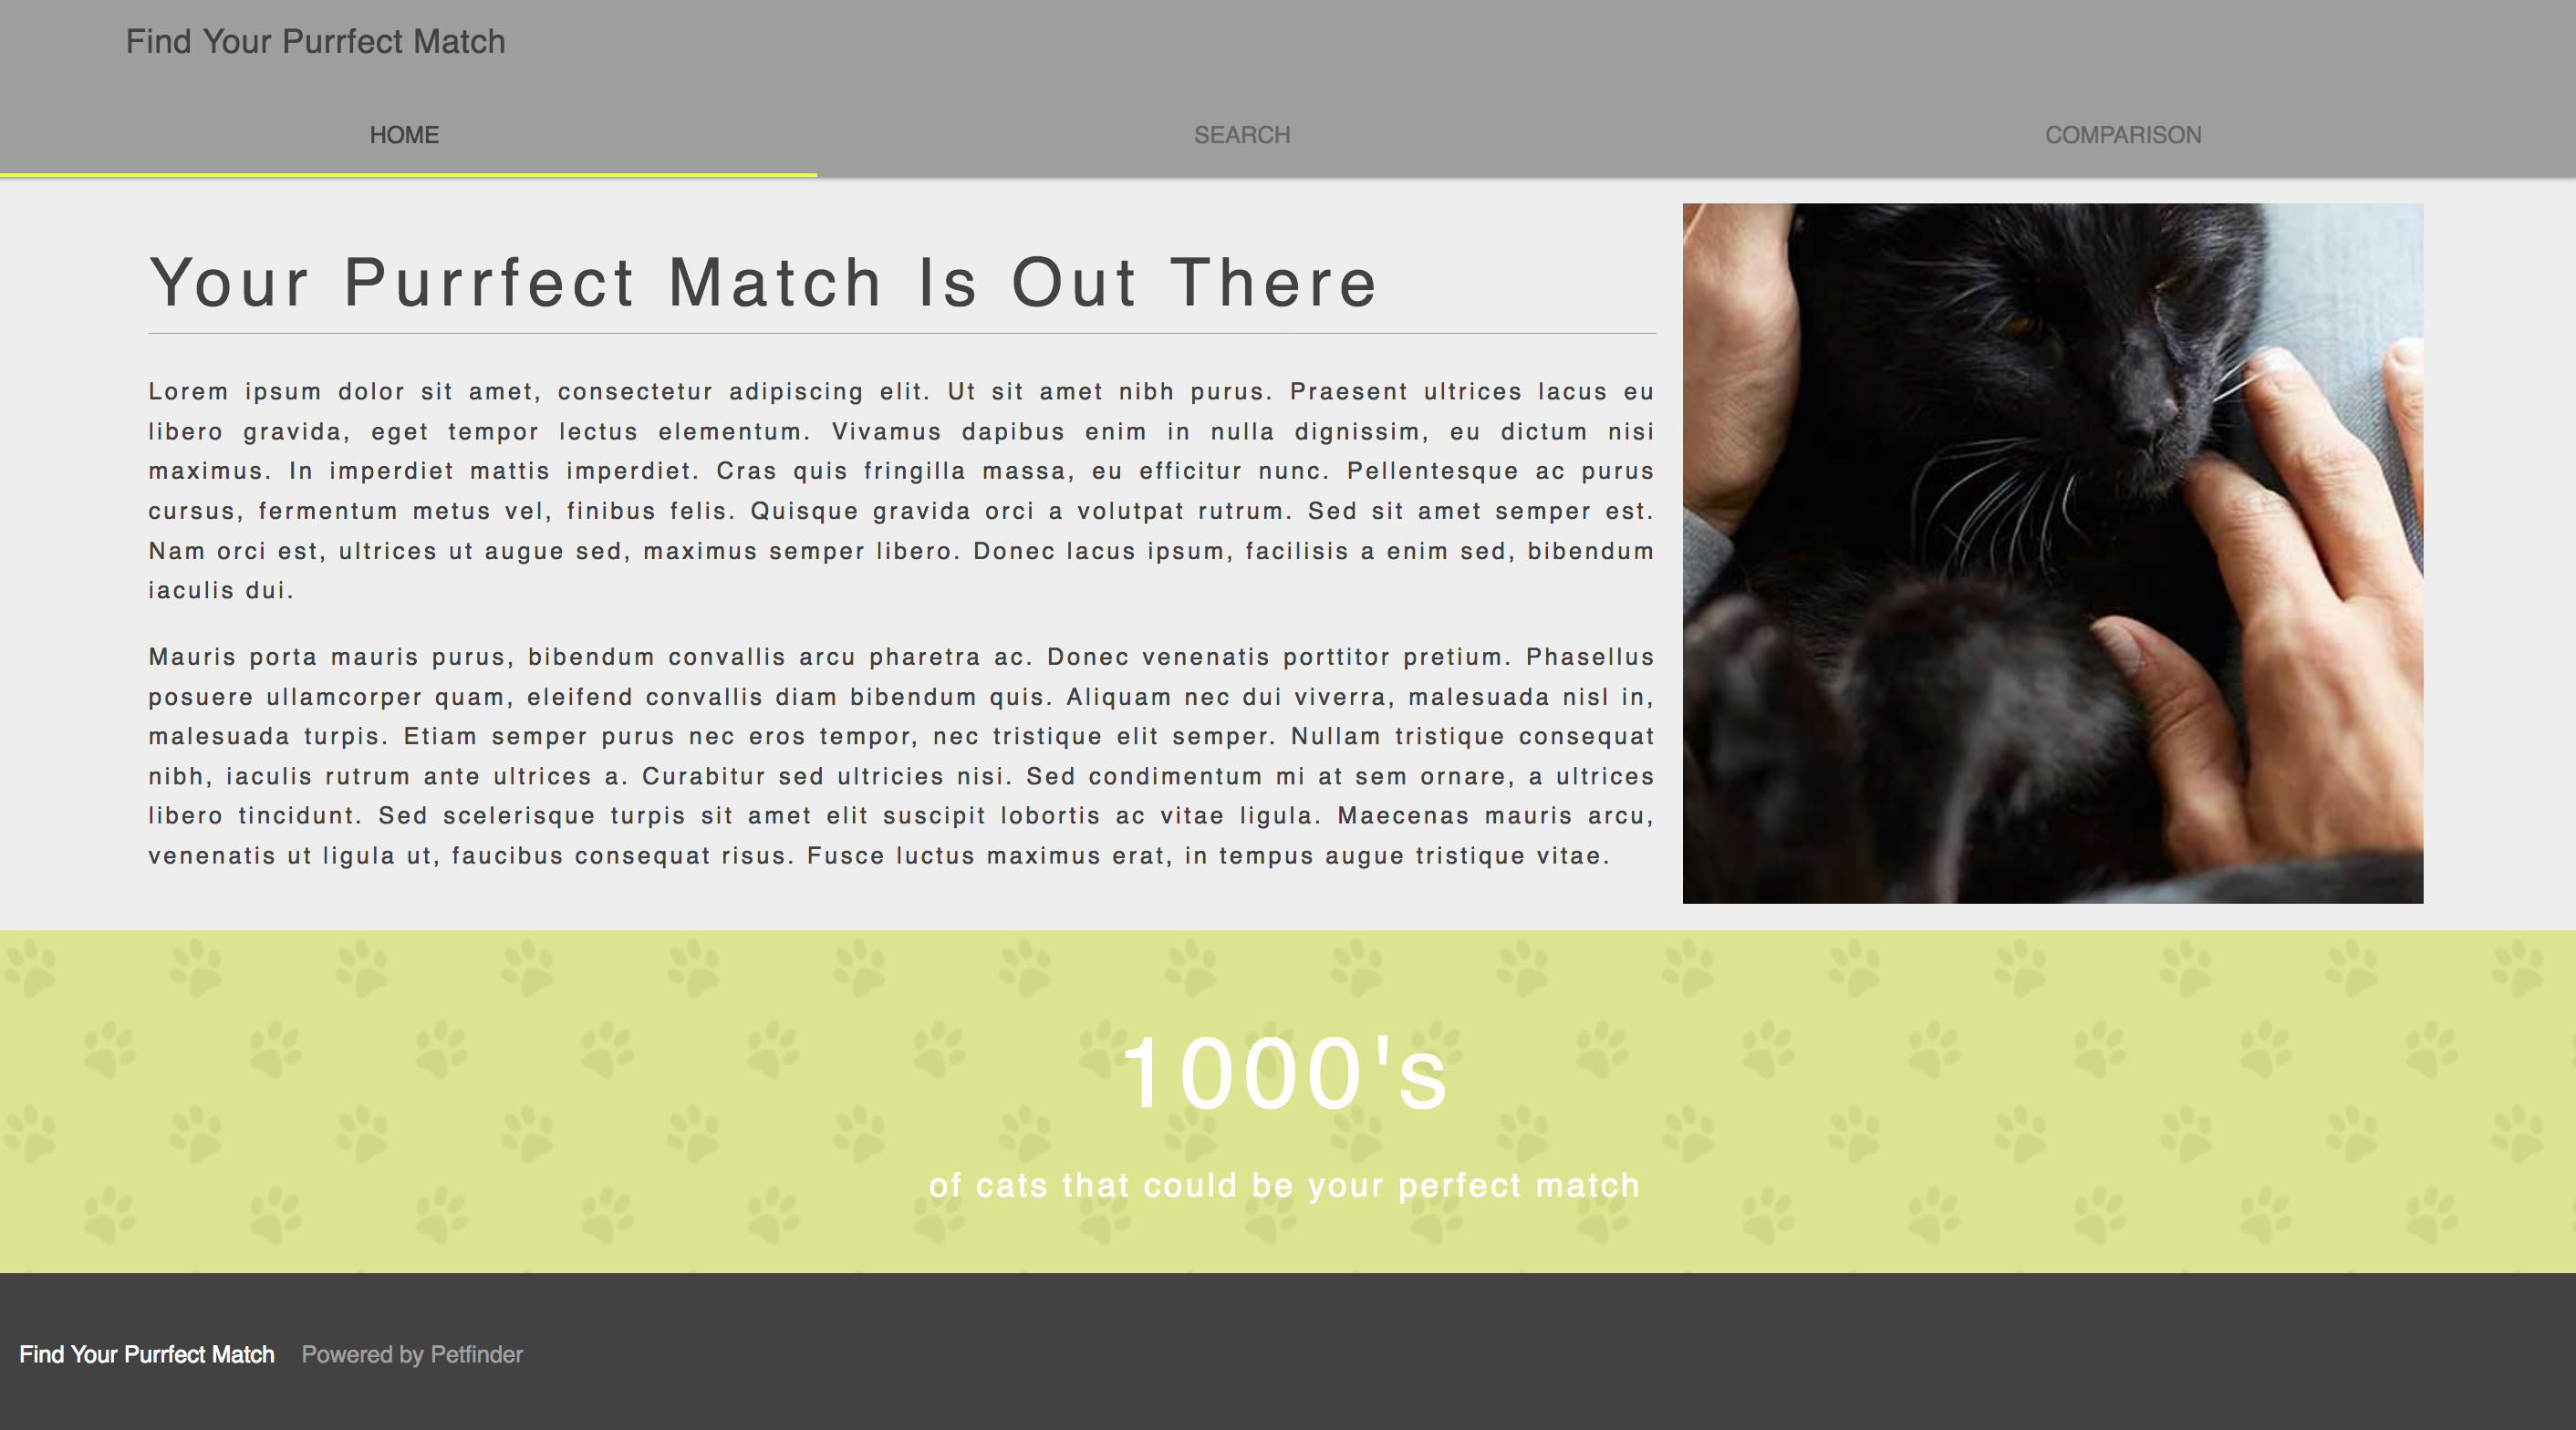 Find Your Purrfect Match
HOME
SEARCH
COMPARISON
Your Purrfect Match Is Out There
Lorem ipsum dolor sit amet, consectetur adipiscing elit. Ut sit amet nibh purus. Praesent ultrices lacus eu
libero gravida, eget tempor lectus elementum. Vivamus dapibus enim in nulla dignissim, eu dictum nisi
maximus. In imperdiet mattis imperdiet. Cras quis fringilla massa, eu efficitur nunc. Pellentesque ac purus
cursus, fermentum metus vel, finibus felis. Quisque gravida orci a volutpat rutrum. Sed sit amet semper est.
Nam orci est, ultrices ut augue sed, maximus semper libero. Donec lacus ipsum, facilisis a enim sed, bibendum
iaculis dui.
Mauris porta mauris purus, bibendum convallis arcu pharetra ac. Donec venenatis porttitor pretium. Phasellus
posuere ullamcorper quam, eleifend convallis diam bibendum quis. Aliquam nec dui viverra, malesuada nisl in,
malesuada turpis. Etiam semper purus nec eros tempor, nec tristique elit semper. Nullam tristique consequat
nibh, iaculis rutrum ante ultrices a. Curabitur sed ultricies nisi. Sed condimentum mi at sem ornare, a ultrices
libero tincidunt. Sed scelerisque turpis sit amet elit suscipit lobortis ac vitae ligula. Maecenas mauris arcu,
venenatis ut ligula ut, faucibus consequat risus. Fusce luctus maximus erat, in tempus augue tristique vitae.
1000's
of cats that could be your perfect match
Find Your Purrfect Match
Powered by Petfinder